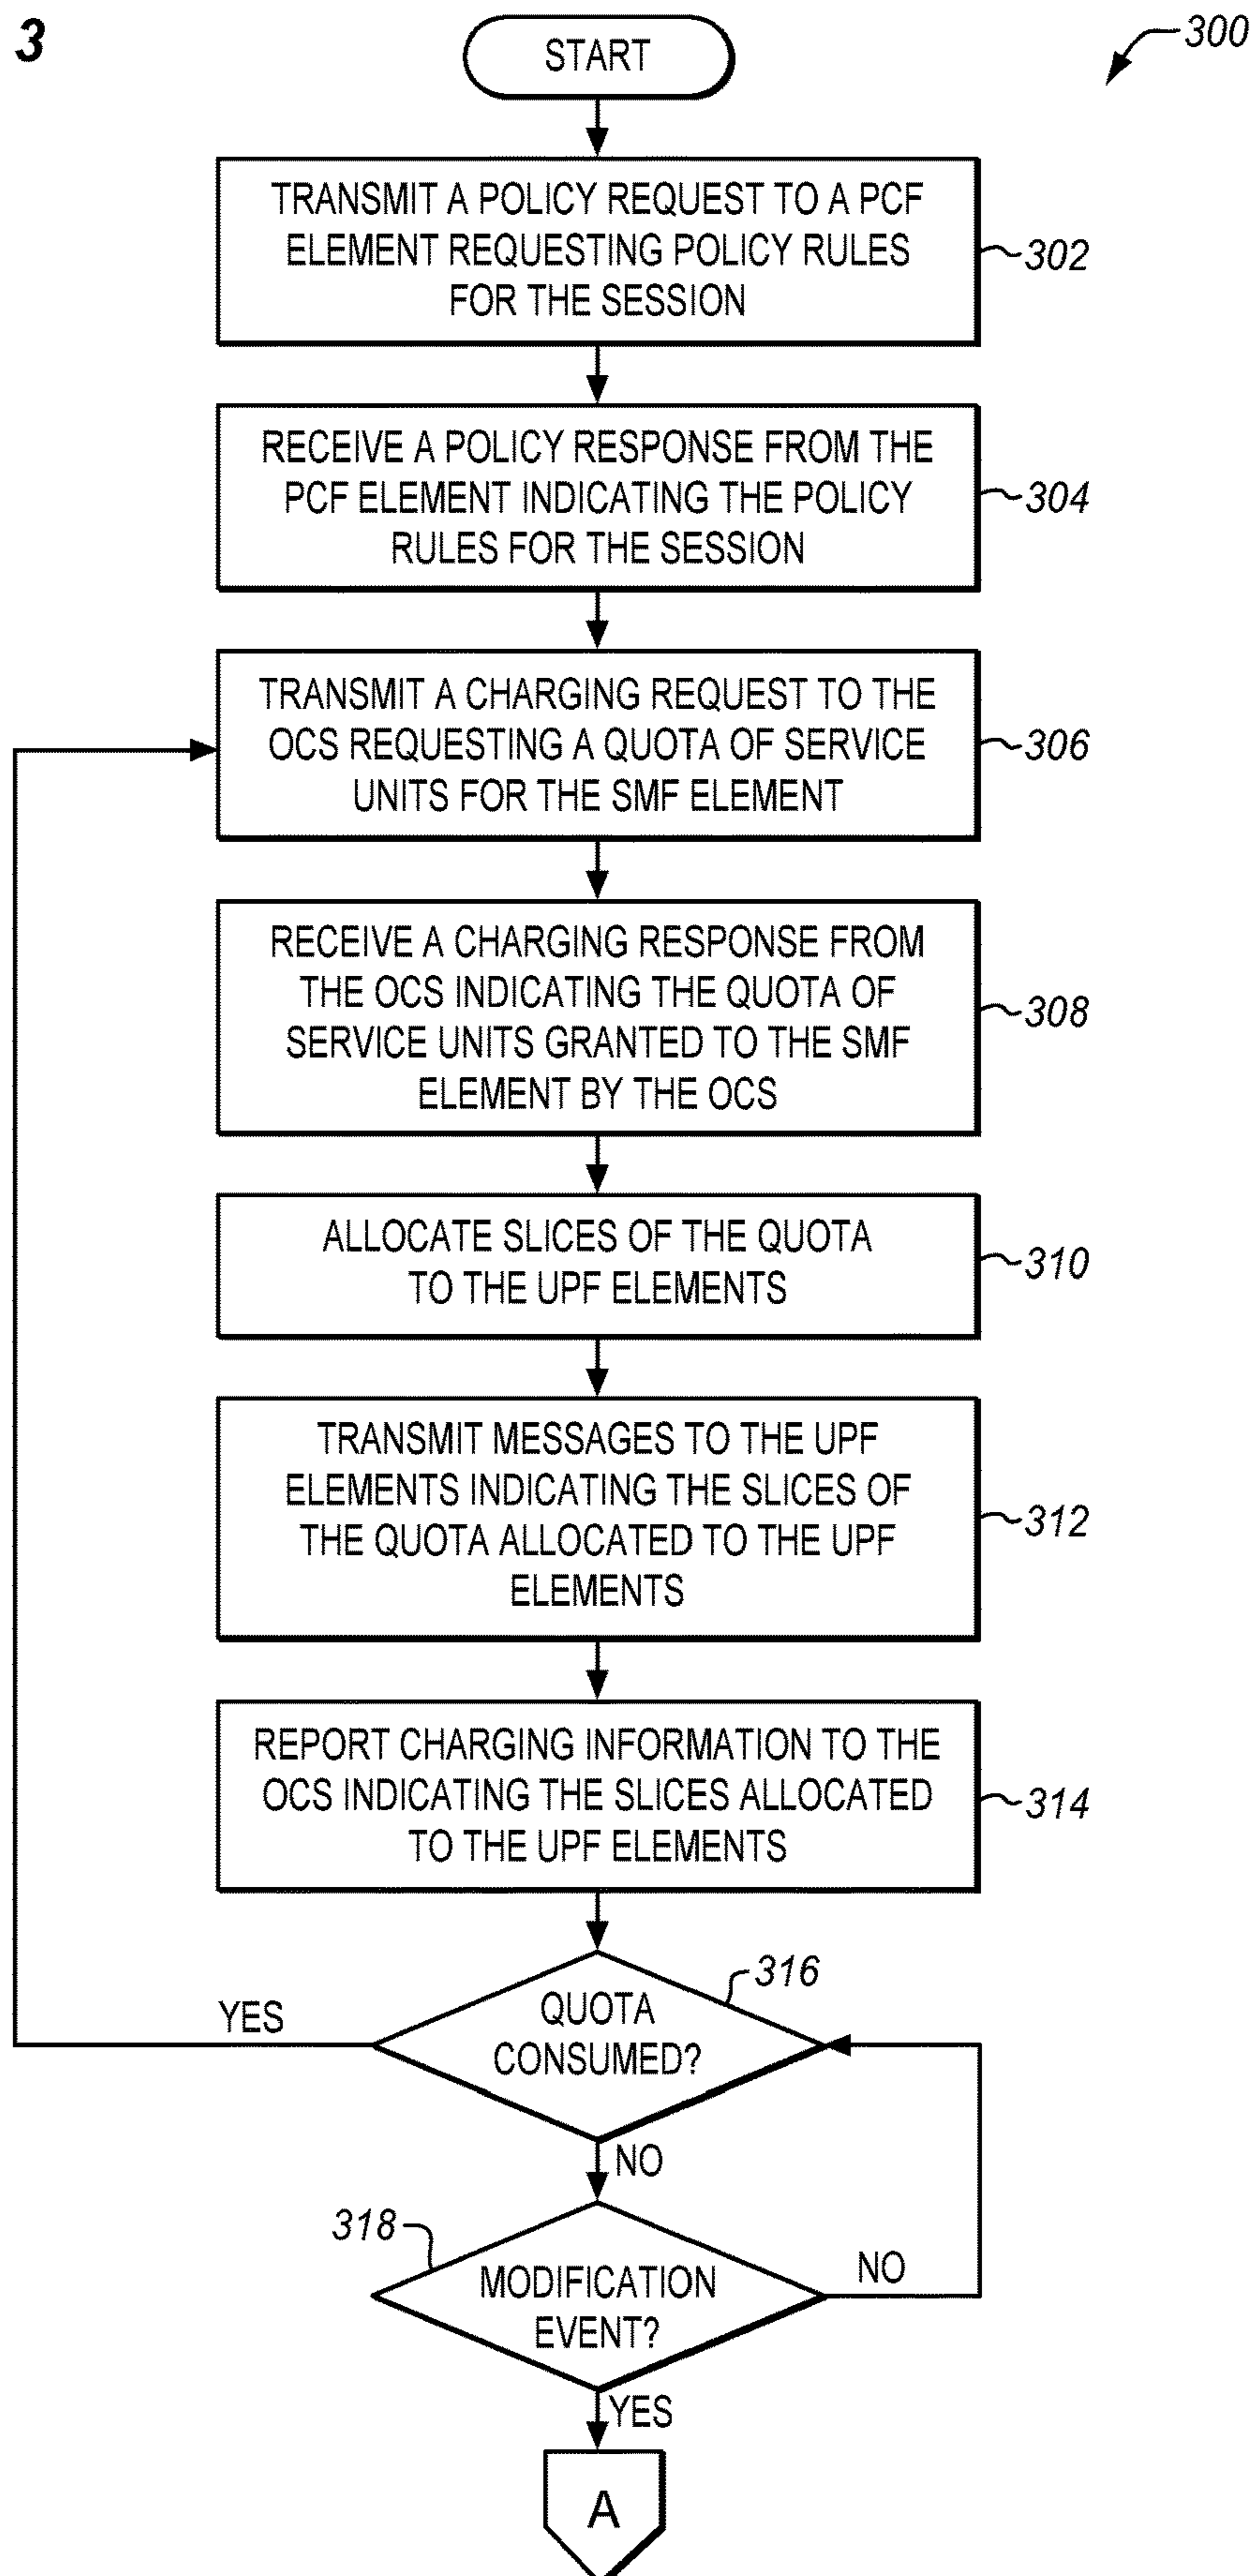 3
300
START
TRANSMIT A POLICY REQUEST TO A PCF
ELEMENT REQUESTING POLICY RULES
FOR THE SESSION
302
RECEIVE A POLICY RESPONSE FROM THE
PCF ELEMENT INDICATING THE POLICY
RULES FOR THE SESSION
304
TRANSMIT A CHARGING REQUEST TO THE
OCS REQUESTING A QUOTA OF SERVICE
UNITS FOR THE SMF ELEMENT
306
RECEIVE A CHARGING RESPONSE FROM
THE OCS INDICATING THE QUOTA OF
SERVICE UNITS GRANTED TO THE SMF
ELEMENT BY THE OCS
308
ALLOCATE SLICES OF THE QUOTA
TO THE UPF ELEMENTS
310
TRANSMIT MESSAGES TO THE UPF
ELEMENTS INDICATING THE SLICES OF
THE QUOTA ALLOCATED TO THE UPF
ELEMENTS
312
REPORT CHARGING INFORMATION TO THE
OCS INDICATING THE SLICES ALLOCATED
TO THE UPF ELEMENTS
314
316
YES
QUOTA
CONSUMED?
NO
318
MODIFICATION
EVENT?
NO
YES
A